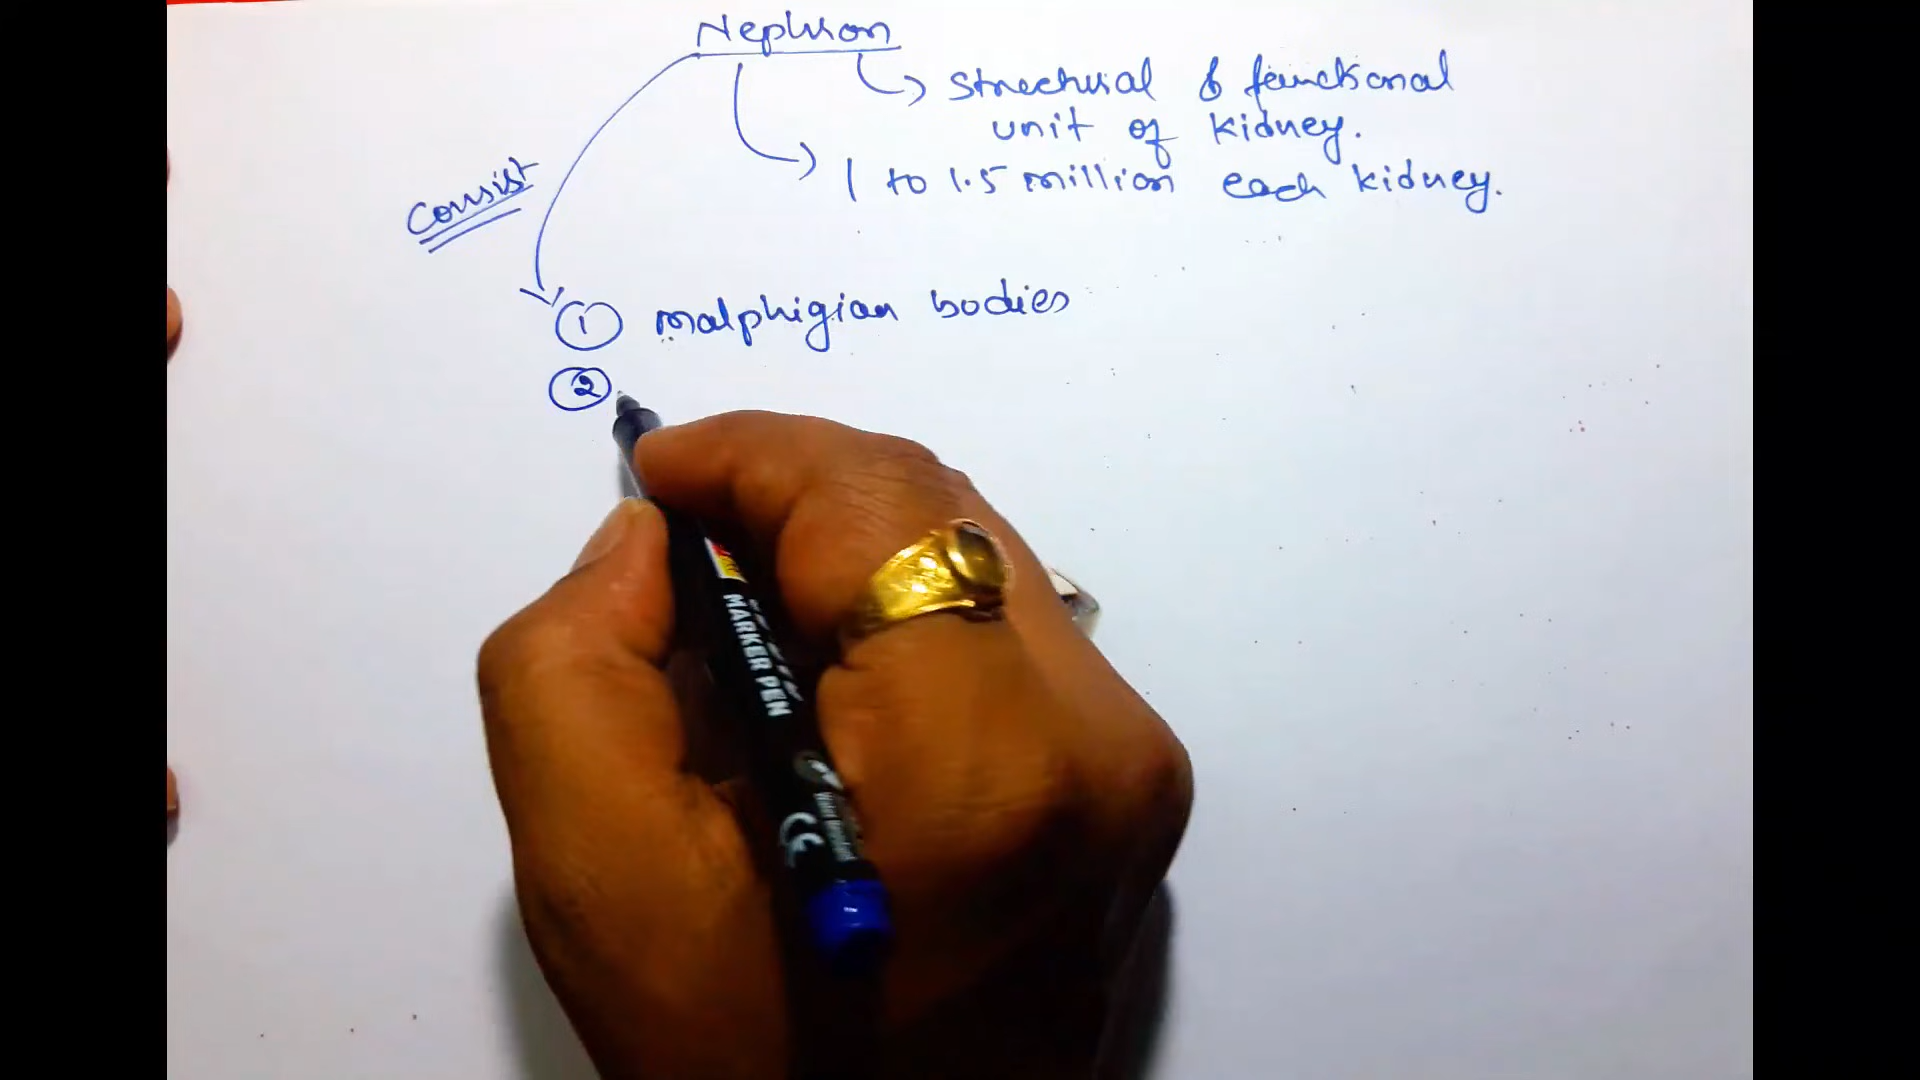 Nephron
structural & functional
unit of kidney.
1 to 1.5 million each kidney.
Consist
1 malphigian bodies
2
MARKER PEN
CE